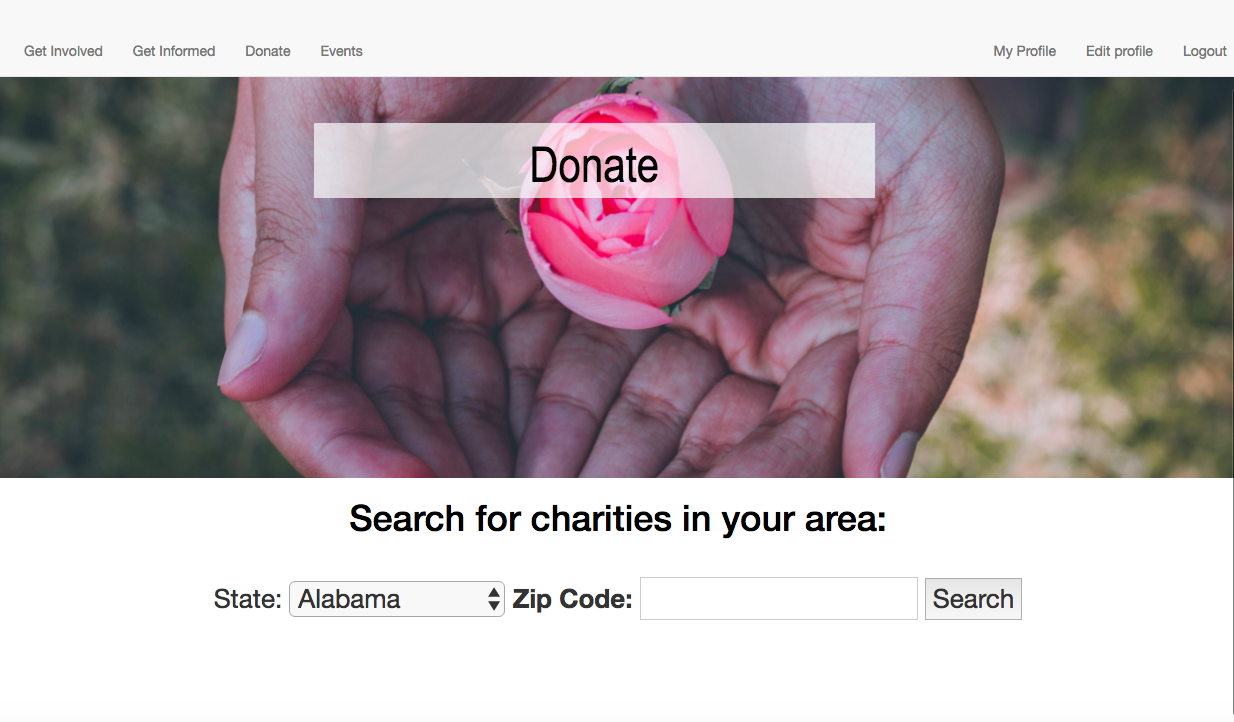 Get Involved Get Informed Donate Events My Profile Edit profile Logout
Donate
Search for charities in your area:
State: Alabama Zip Code: Search